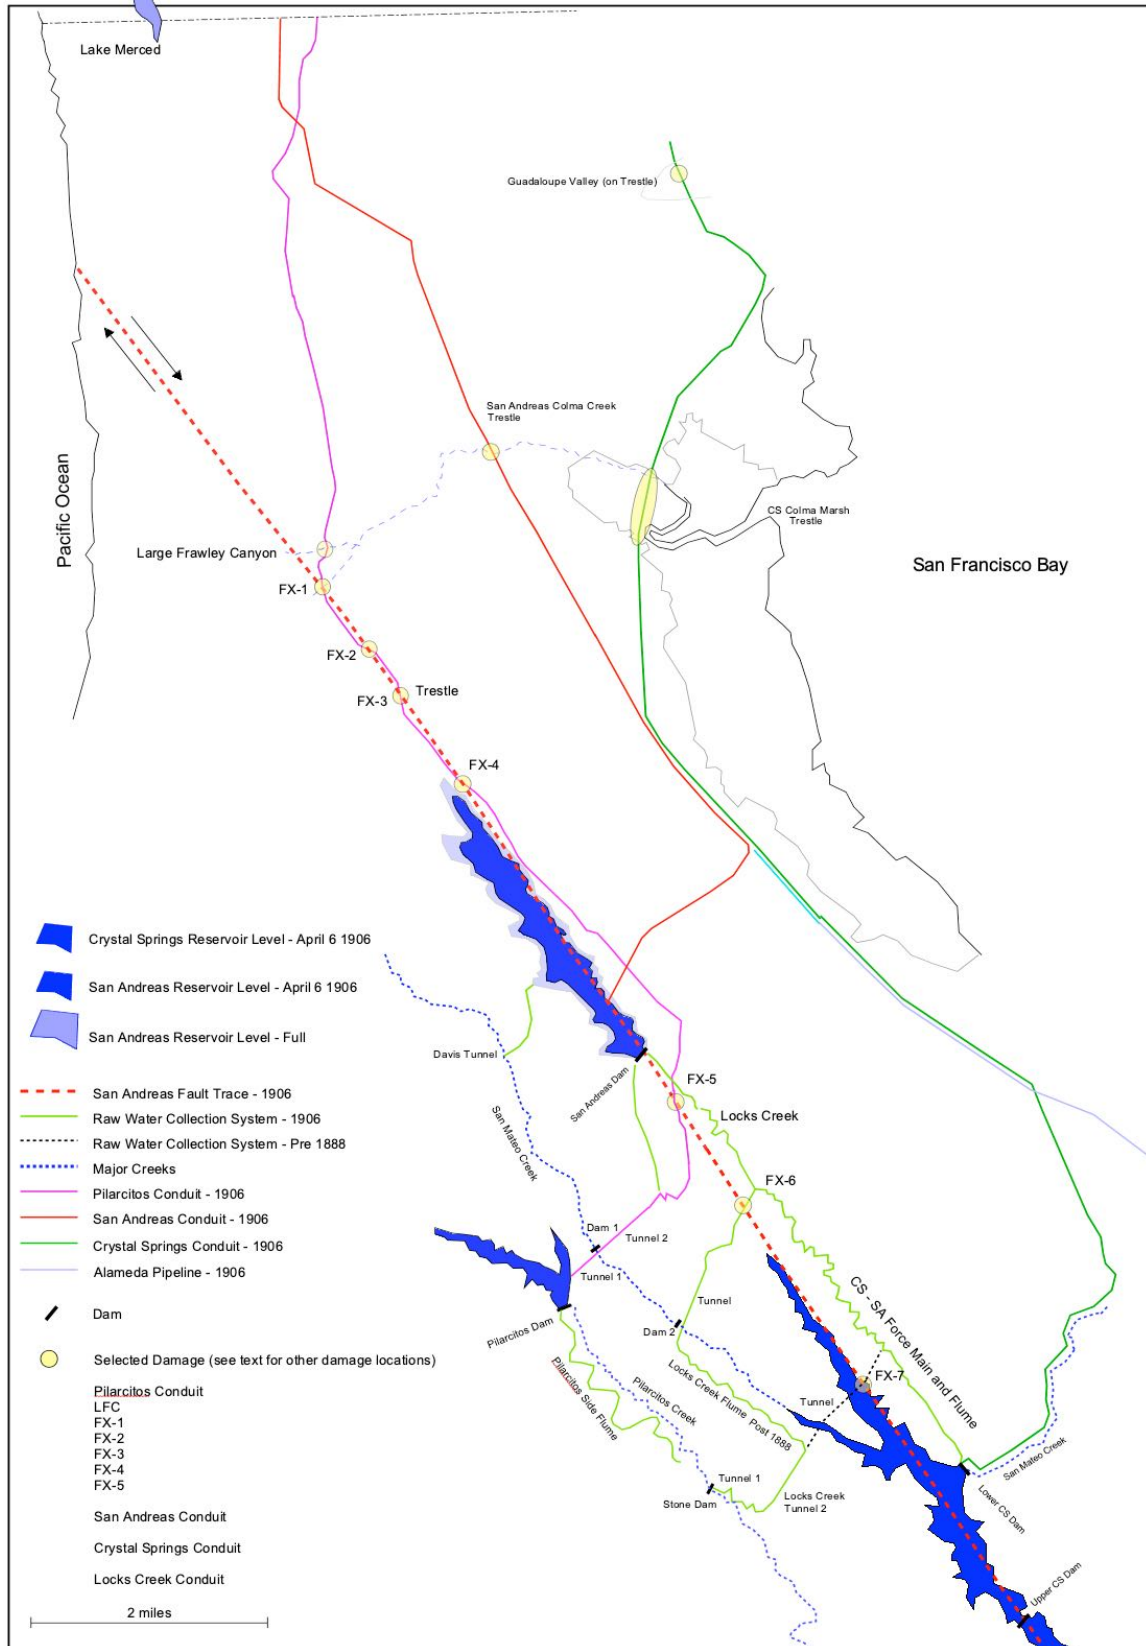 Lake Merced
Guadaloupe Valley (on Trestle)
San Andreas Colma Creek
Trestle
Pacific Ocean
CS Colma Marsh
Trestle
Large Frawley Canyon
San Francisco Bay
FX-1
FX-2
Trestle
FX-3
FX-4
Crystal Springs Reservoir Level - April 6 1906
San Andreas Reservoir Level - April 6 1906
San Andreas Reservoir Level - Full
Davis Tunnel
San Andreas Dam
FX-5
Locks Creek
San Mateo Creek
San Andreas Fault Trace - 1906
Raw Water Collection System - 1906
Raw Water Collection System - Pre 1888
Major Creeks
Pilarcitos Conduit - 1906
San Andreas Conduit - 1906
Crystal Springs Conduit - 1906
Alameda Pipeline - 1906
Dam
Selected Damage (see text for other damage locations)
Pilarcitos Conduit
LFC
FX-1
FX-2
FX-3
FX-4
FX-5
San Andreas Conduit
Crystal Springs Conduit
Locks Creek Conduit
2 miles
FX-6
Dam 1
Tunnel 2
Tunnel 1
Pilarcitos Dam
Tunnel
Dam 2
CS - SA Force Main and Flume
FX-7
Tunnel
Locks Creek Flume Post 1888
Pilarcitos Creek
Pilarcitos Side Flume
Tunnel 1
Stone Dam
Locks Creek
Tunnel 2
San Mateo Creek
Lower CS Dam
Upper CS Dam